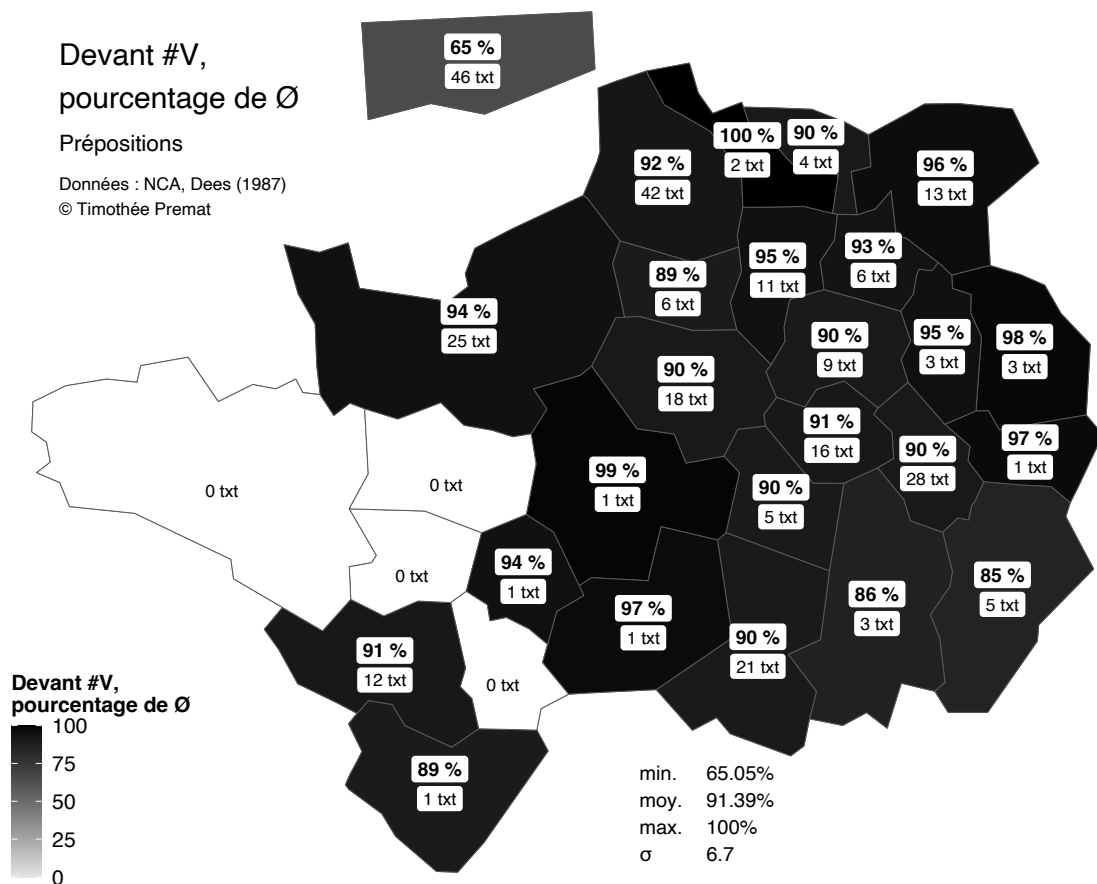 Devant #V,
pourcentage de Ø
Prépositions
Données : NCA, Dees (1987)
© Timothée Premat
65 %
46 txt
100 %
2 txt
90 %
4 txt
92 %
42 txt
96 %
13 txt
93 %
6 txt
95 %
11 txt
89 %
6 txt
94 %
25 txt
90 %
9 txt
95 %
3 txt
98 %
3 txt
90 %
18 txt
91 %
16 txt
90 %
28 txt
97 %
1 txt
99 %
1 txt
90 %
5 txt
0 txt
0 txt
0 txt
94 %
1 txt
85 %
5 txt
86 %
3 txt
97 %
1 txt
90 %
21 txt
91 %
12 txt
0 txt
89 %
1 txt
Devant #V,
pourcentage de Ø
100
75
50
25
0
min. 65.05%
moy. 91.39%
max. 100%
σ 6.7